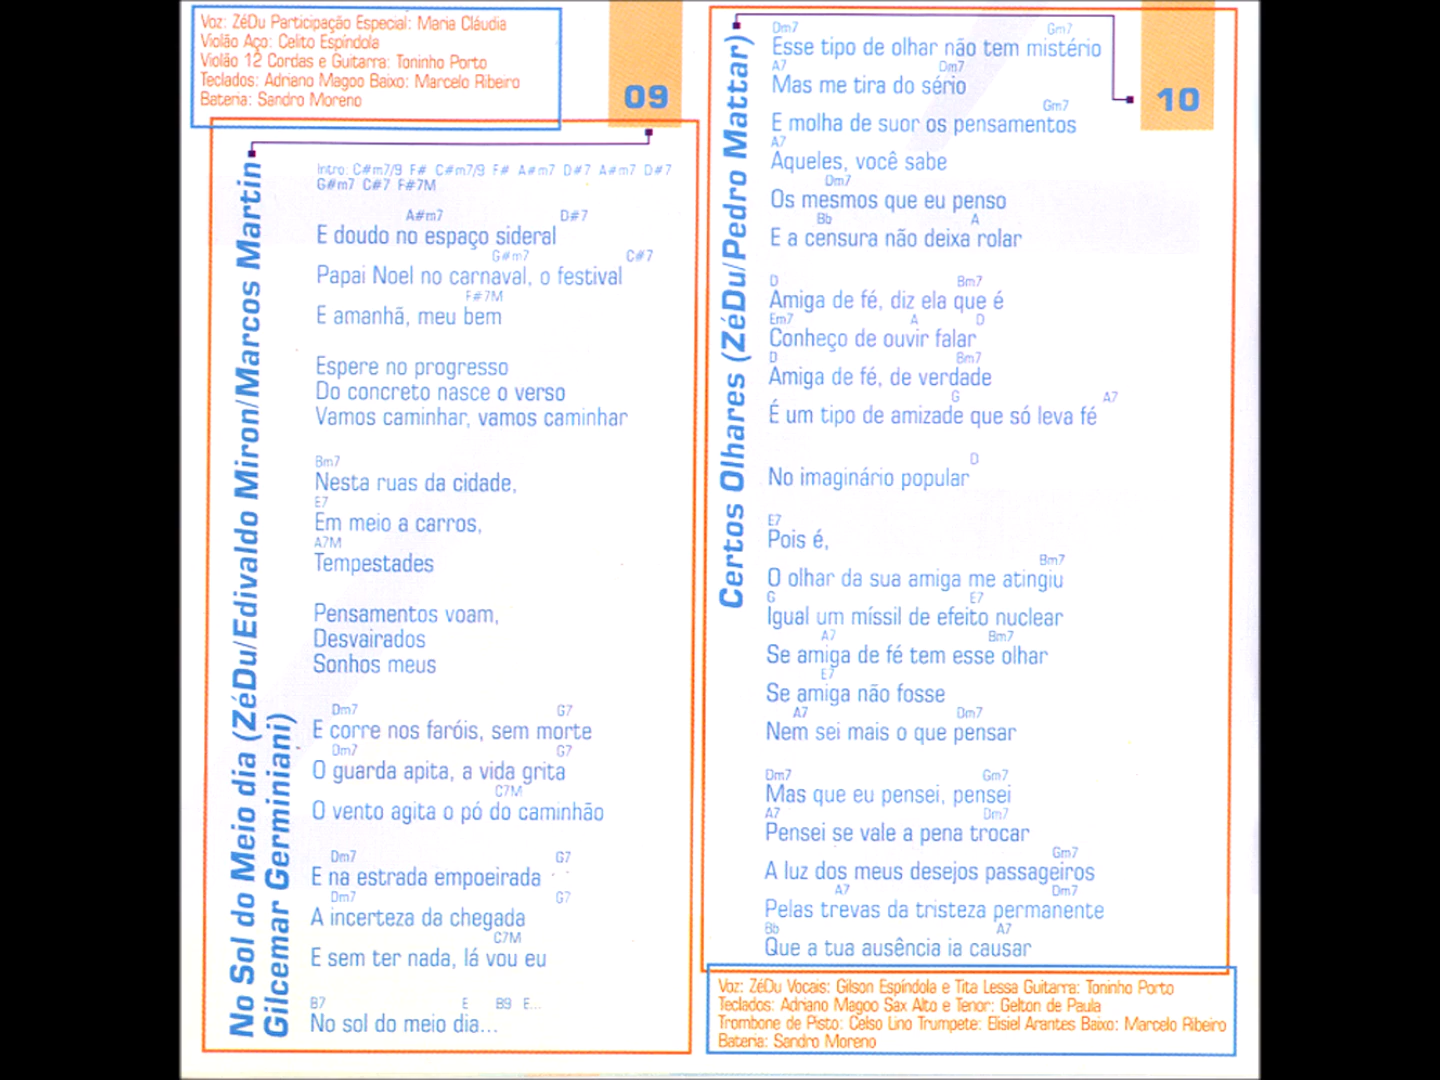 Voz: ZéDu Participação Especial: Maria Cláudia
Violão Aço: Celito Espíndola
Violão 12 Cordas e Guitarra: Toninho Porto
Teclados: Adriano Magoo Baixo: Marcelo Ribeiro
Bateria: Sandro Moreno
09
No Sol do Meio dia (ZéDu/Edivaldo Miron/Marcos Martin
Gilcemar Germiniani)
Intro: C#m7/9 F# C#m7/9 F# A#m7 D#7 A#m7 D#7
G#m7 C#7 F#7M
A#m7 D#7
E doudo no espaço sideral
G#m7 C#7
Papai Noel no carnaval, o festival
F#7M
E amanhã, meu bem
Espere no progresso
Do concreto nasce o verso
Vamos caminhar, vamos caminhar
Bm7
Nesta ruas da cidade,
E7
Em meio a carros,
A7M
Tempestades
Pensamentos voam,
Desvairados
Sonhos meus
Dm7 G7
E corre nos faróis, sem morte
Dm7 G7
O guarda apita, a vida grita
C7M
O vento agita o pó do caminhão
Dm7 G7
E na estrada empoeirada
Dm7 G7
A incerteza da chegada
C7M
E sem ter nada, lá vou eu
B7 E B9 E...
No sol do meio dia...
10
Certos Olhares (ZéDu/Pedro Mattar)
Dm7 Gm7
Esse tipo de olhar não tem mistério
A7 Dm7
Mas me tira do sério
Gm7
E molha de suor os pensamentos
A7
Aqueles, você sabe
Dm7
Os mesmos que eu penso
Bb A
E a censura não deixa rolar
D Bm7
Amiga de fé, diz ela que é
Em7 A D
Conheço de ouvir falar
D Bm7
Amiga de fé, de verdade
G A7
É um tipo de amizade que só leva fé
D
No imaginário popular
E7
Pois é,
Bm7
O olhar da sua amiga me atingiu
G E7
Igual um míssil de efeito nuclear
A7 Bm7
Se amiga de fé tem esse olhar
E7
Se amiga não fosse
A7 Dm7
Nem sei mais o que pensar
Dm7 Gm7
Mas que eu pensei, pensei
A7 Dm7
Pensei se vale a pena trocar
Gm7
A luz dos meus desejos passageiros
A7 Dm7
Pelas trevas da tristeza permanente
Bb A7
Que a tua ausência ia causar
Voz: ZéDu Vocais: Gilson Espíndola e Tita Lessa Guitarra: Toninho Porto
Teclados: Adriano Magoo Sax Alto e Tenor: Gelton de Paula
Trombone de Pisto: Celso Lino Trumpete: Elisiel Arantes Baixo: Marcelo Ribeiro
Bateria: Sandro Moreno